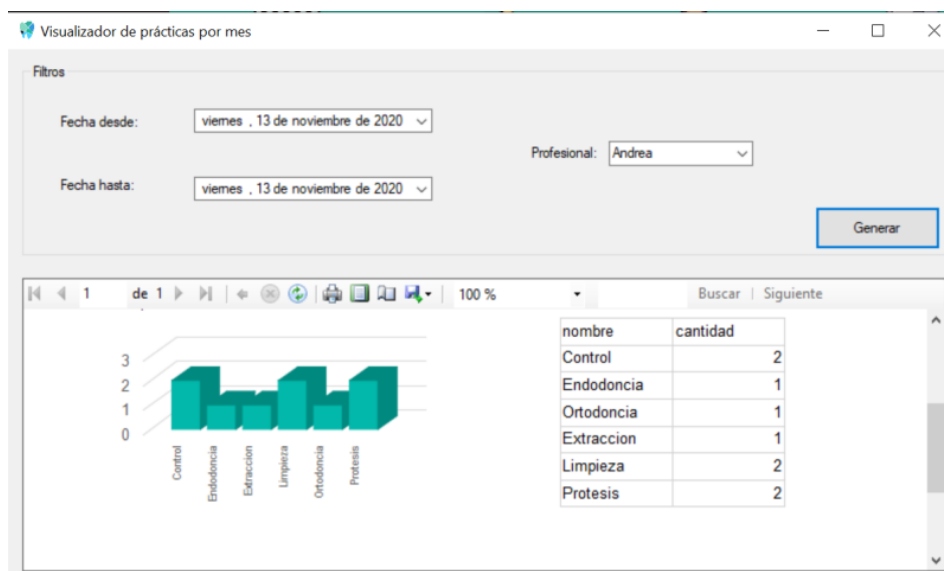 Visualizador de prácticas por mes
Filtros
Fecha desde:
viernes , 13 de noviembre de 2020
Profesional:
Andrea
Fecha hasta:
viernes , 13 de noviembre de 2020
Generar
1 de 1
100 %
Buscar | Siguiente
3
2
1
0
Control
Endodoncia
Extraccion
Limpieza
Ortodoncia
Protesis
nombre cantidad
Control 2
Endodoncia 1
Ortodoncia 1
Extraccion 1
Limpieza 2
Protesis 2